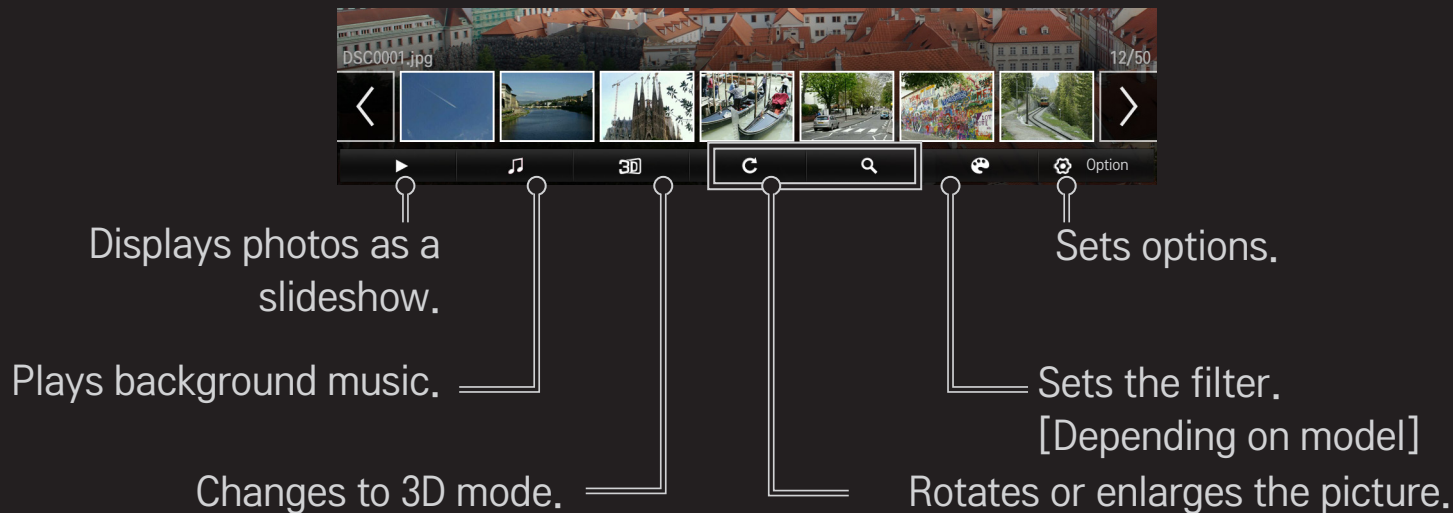 DSC0001.jpg
12/50
3D
Option
Displays photos as a
slideshow.
Sets options.
Plays background music.
Sets the filter.
[Depending on model]
Changes to 3D mode.
Rotates or enlarges the picture.